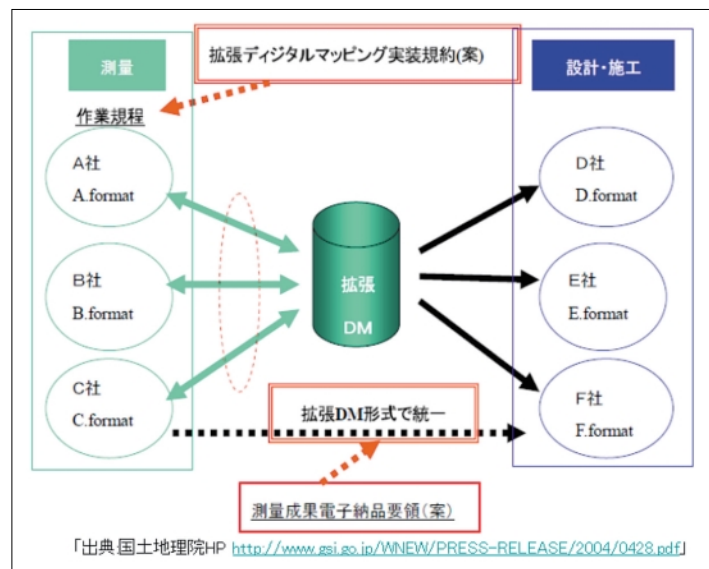 測量
拡張ディジタルマッピング実装規約(案)
設計・施工
作業規程
A社
A.format
B社
B.format
C社
C.format
拡張
DM
D社
D.format
E社
E.format
F社
F.format
拡張DM形式で統一
測量成果電子納品要領(案)
「出典:国土地理院HP http://www.gsi.go.jp/WNEW/PRESS-RELEASE/2004/0428.pdf」